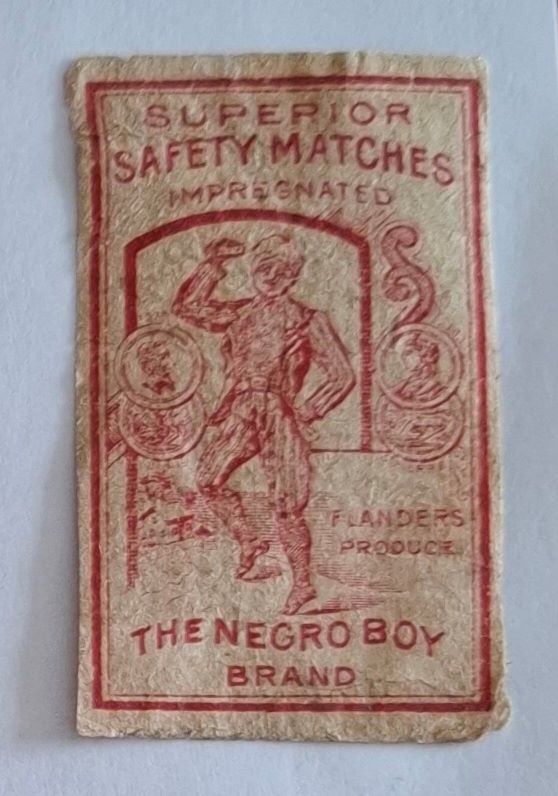 SUPERIOR
SAFETY MATCHES
IMPREGNATED
FLANDERS
PRODUCE
THE NEGRO BOY
BRAND